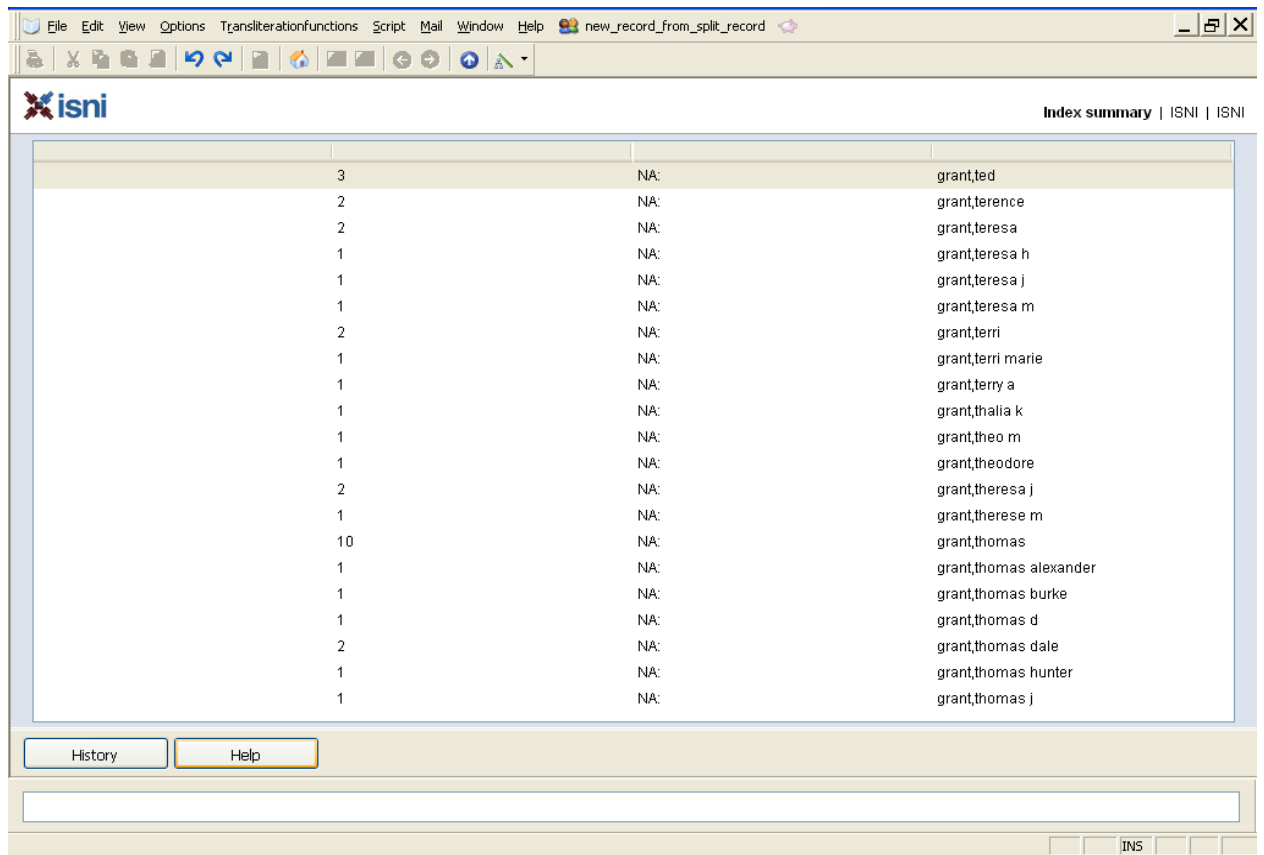 File Edit View Options Transliterationfunctions Script Mail Window Help new_record_from_split_record
isni
Index summary | ISNI | ISNI
3 NA: grant,ted
2 NA: grant,terence
2 NA: grant,teresa
1 NA: grant,teresa h
1 NA: grant,teresa j
1 NA: grant,teresa m
2 NA: grant,terri
1 NA: grant,terri marie
1 NA: grant,terry a
1 NA: grant,thalia k
1 NA: grant,theo m
1 NA: grant,theodore
2 NA: grant,theresa j
1 NA: grant,therese m
10 NA: grant,thomas
1 NA: grant,thomas alexander
1 NA: grant,thomas burke
1 NA: grant,thomas d
2 NA: grant,thomas dale
1 NA: grant,thomas hunter
1 NA: grant,thomas j
History Help
INS